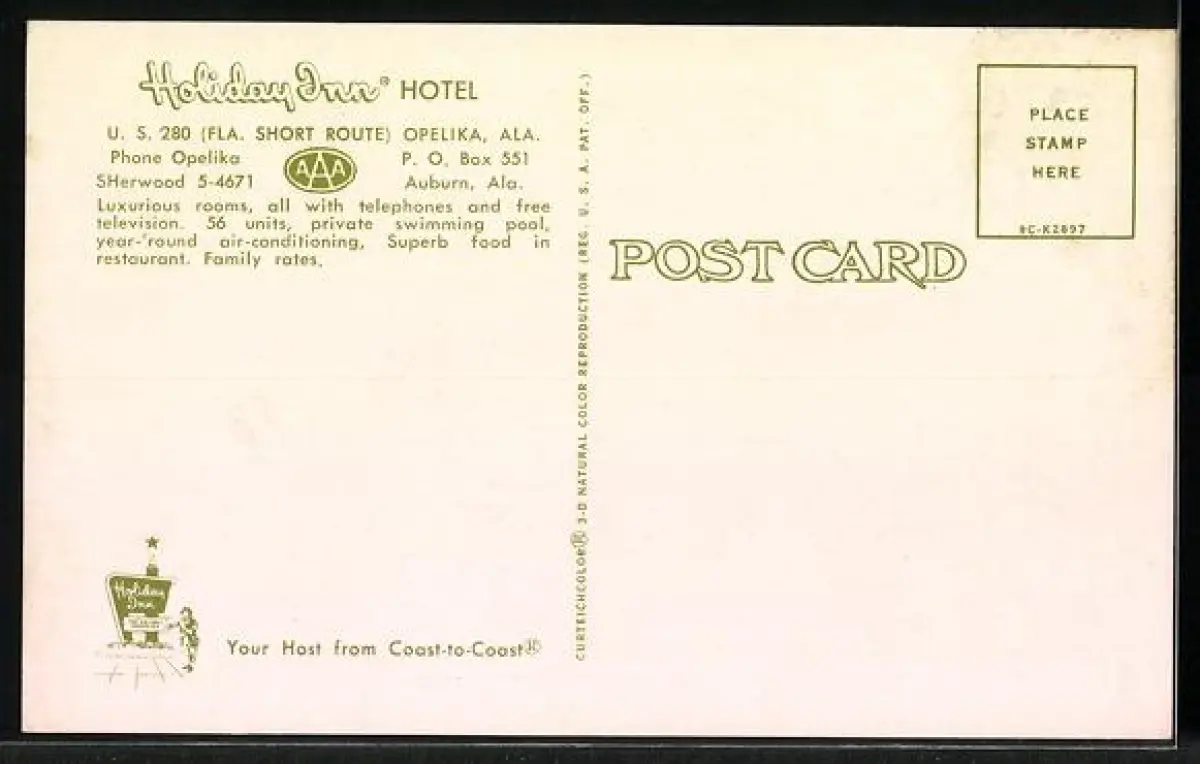 Holiday Inn® HOTEL
U. S. 280 (FLA. SHORT ROUTE) OPELIKA, ALA.
Phone Opelika
SHerwood 5-4671
AAA
P. O. Box 551
Auburn, Ala.
Luxurious rooms, all with telephones and free
television. 56 units, private swimming pool,
year-'round air-conditioning, Superb food in
restaurant. Family rates.
Holiday
Inn
Your Host from Coast-to-Coast
CURTEICHCOLOR® 3-D NATURAL COLOR REPRODUCTION (REG. U. S. A. PAT. OFF.)
POST CARD
PLACE
STAMP
HERE